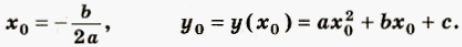 x₀ = −b/2a, y₀ = y(x₀) = ax₀² + bx₀ + c.